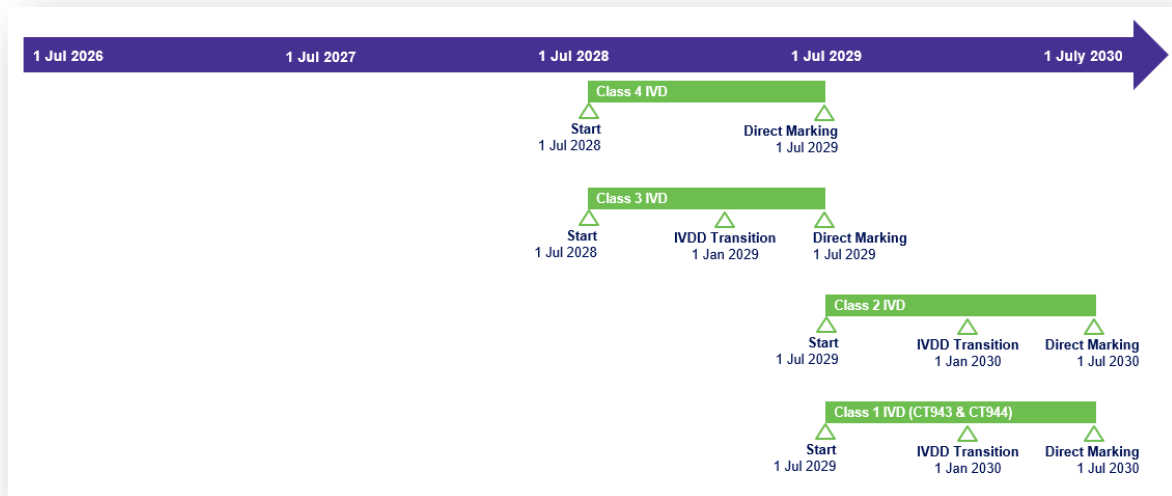 1 Jul 2026 1 Jul 2027 1 Jul 2028 1 Jul 2029 1 July 2030
Class 4 IVD
Start Direct Marking
1 Jul 2028 1 Jul 2029
Class 3 IVD
Start IVDD Transition Direct Marking
1 Jul 2028 1 Jan 2029 1 Jul 2029
Class 2 IVD
Start IVDD Transition Direct Marking
1 Jul 2029 1 Jan 2030 1 Jul 2030
Class 1 IVD (CT943 & CT944)
Start IVDD Transition Direct Marking
1 Jul 2029 1 Jan 2030 1 Jul 2030